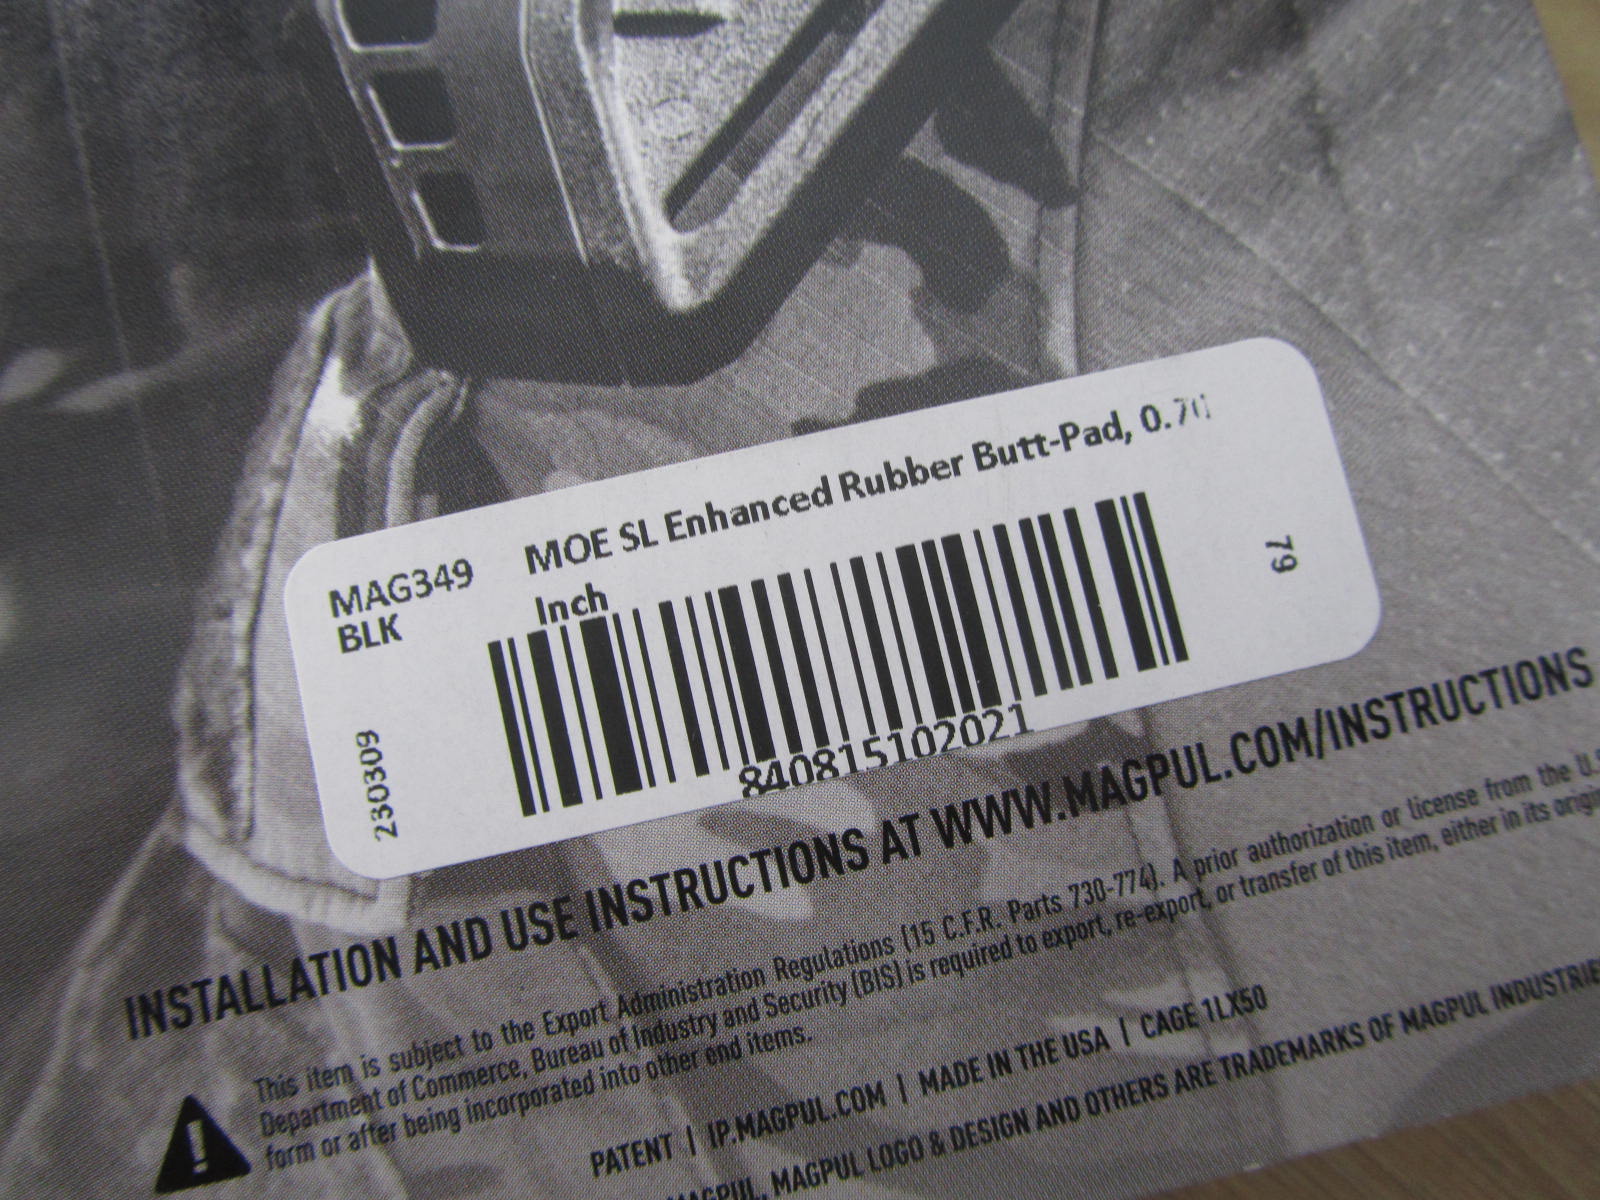 MAG349 MOE SL Enhanced Rubber Butt-Pad, 0.70
BLK Inch
230309
79
840815102021
INSTALLATION AND USE INSTRUCTIONS AT WWW.MAGPUL.COM/INSTRUCTIONS
This item is subject to the Export Administration Regulations (15 C.F.R. Parts 730-774). A prior authorization or license from the U.S.
Department of Commerce, Bureau of Industry and Security (BIS) is required to export, re-export, or transfer of this item, either in its
form or after being incorporated into other end items.
PATENT | IP.MAGPUL.COM | MADE IN THE USA | CAGE 1LX50
MAGPUL, MAGPUL LOGO & DESIGN AND OTHERS ARE TRADEMARKS OF MAGPUL